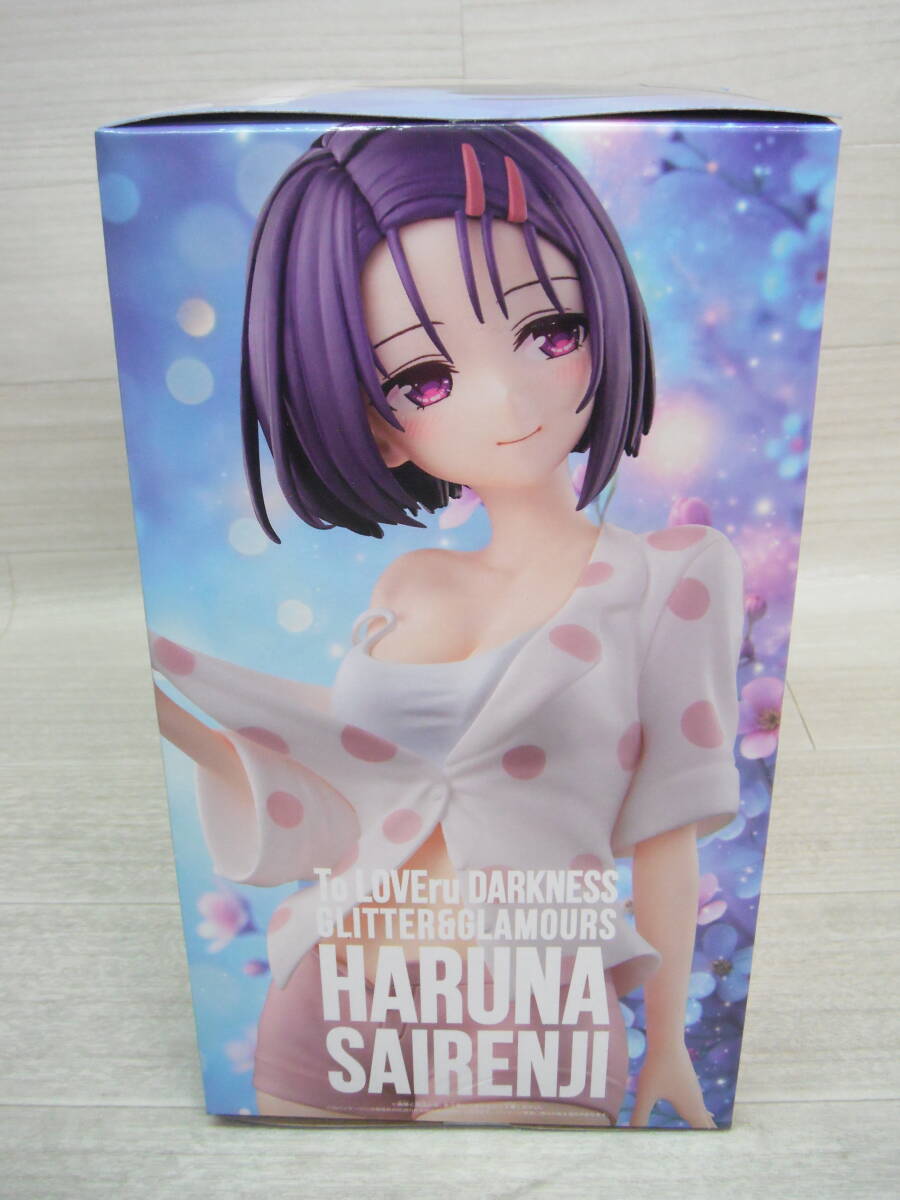 To LOVEru DARKNESS
GLITTER&GLAMOURS
HARUNA
SAIRENJI